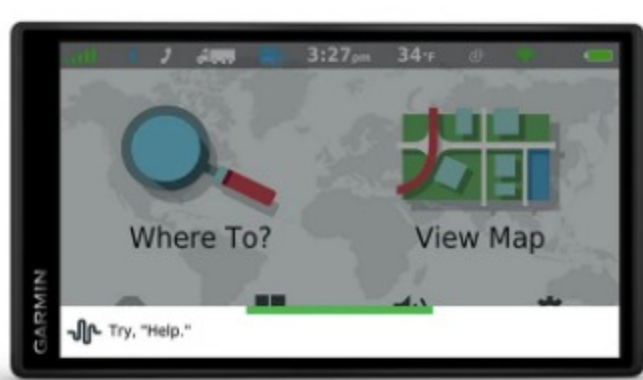 3:27pm 34°F
Where To?
View Map
Try, "Help."
GARMIN